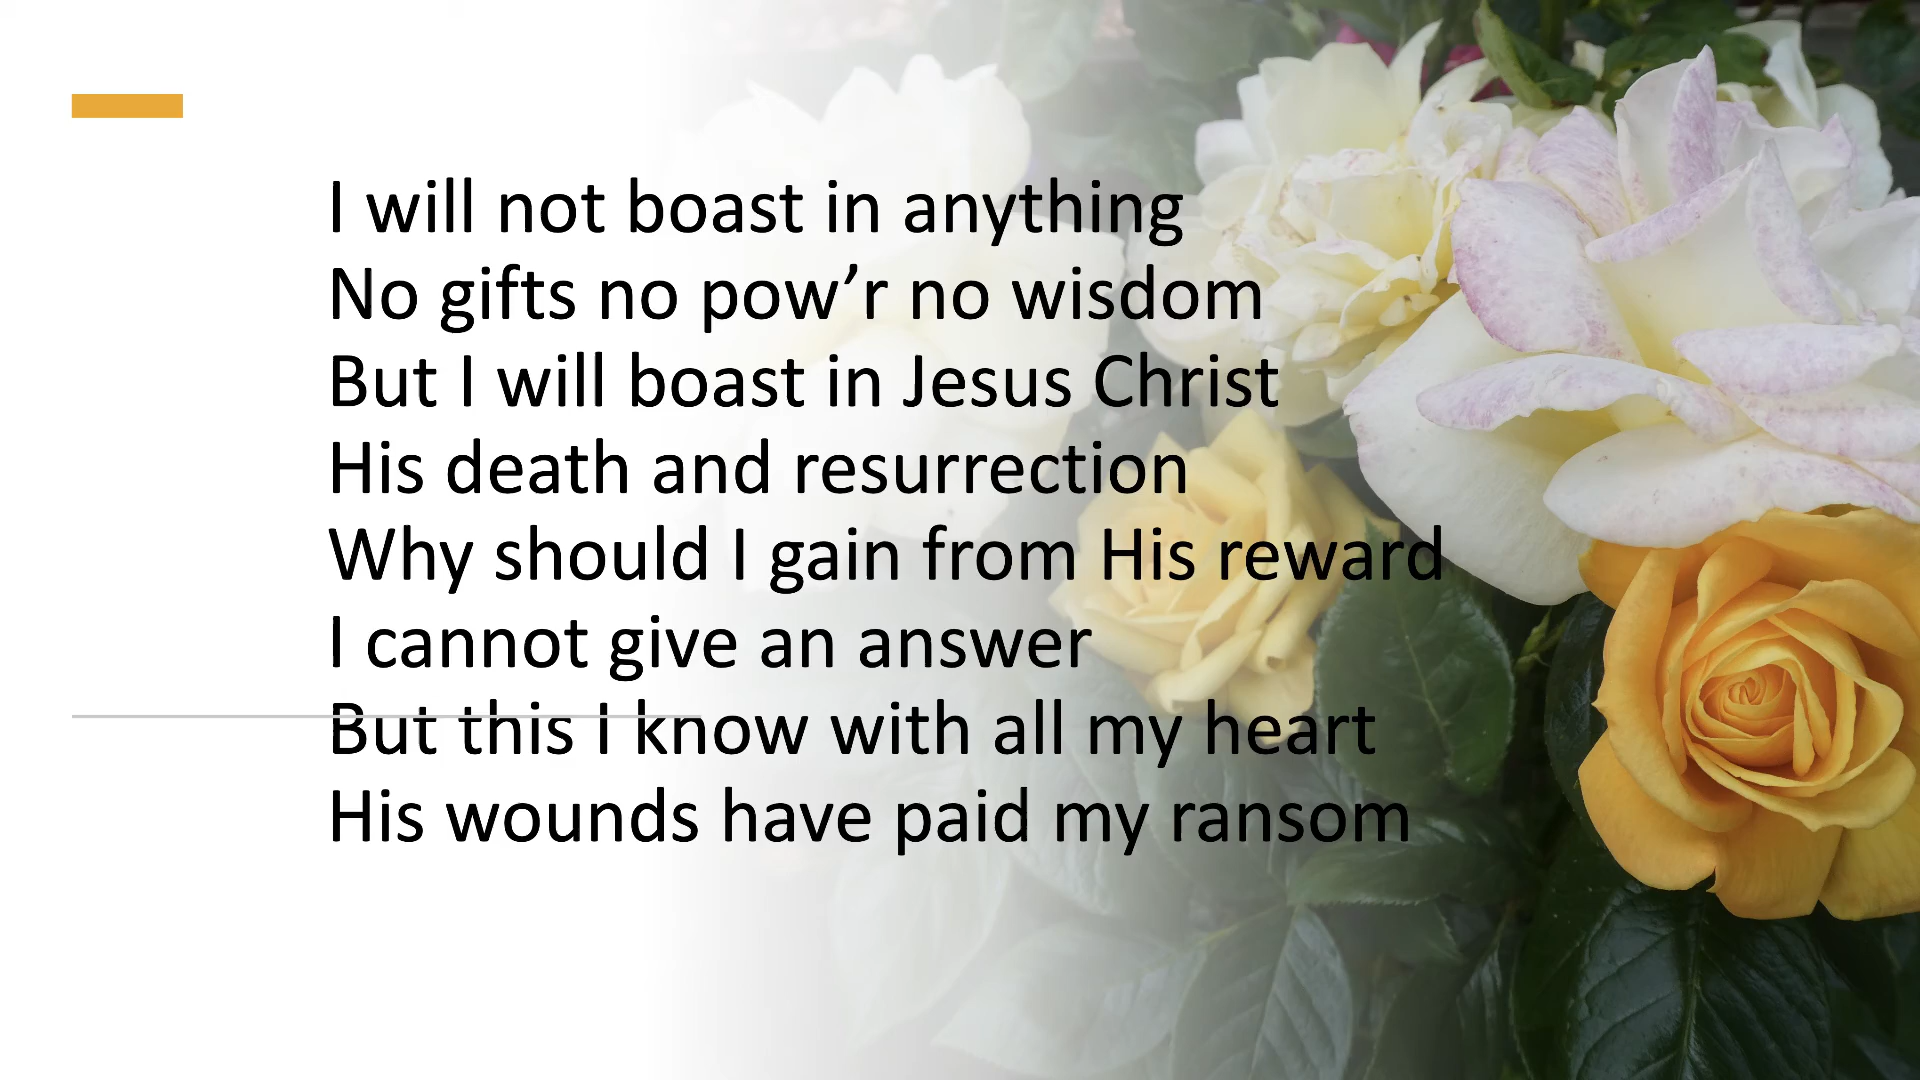 I will not boast in anything
No gifts no pow’r no wisdom
But I will boast in Jesus Christ
His death and resurrection
Why should I gain from His reward
I cannot give an answer
But this I know with all my heart
His wounds have paid my ransom